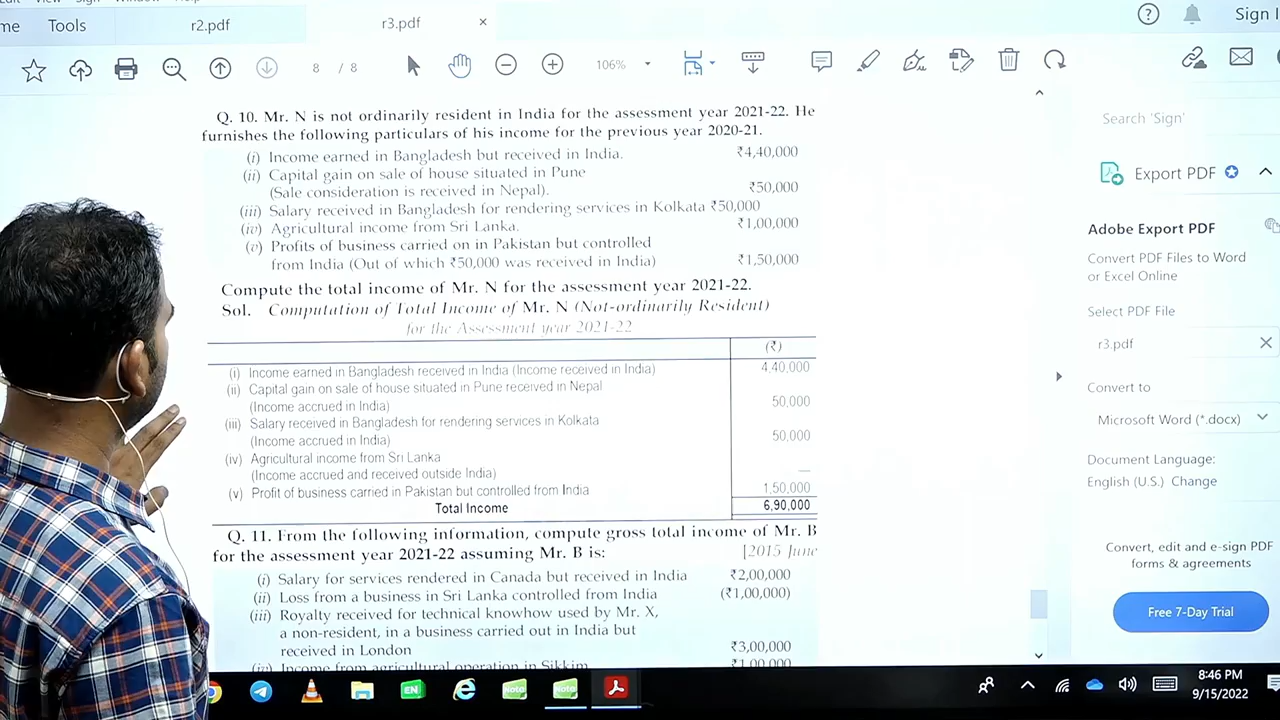 me Tools r2.pdf r3.pdf × Sign I
8 / 8 106%
Q. 10. Mr. N is not ordinarily resident in India for the assessment year 2021-22. He
furnishes the following particulars of his income for the previous year 2020-21.
(i) Income earned in Bangladesh but received in India. ₹4,40,000
(ii) Capital gain on sale of house situated in Pune
(Sale consideration is received in Nepal). ₹50,000
(iii) Salary received in Bangladesh for rendering services in Kolkata ₹50,000
(iv) Agricultural income from Sri Lanka. ₹1,00,000
(v) Profits of business carried on in Pakistan but controlled
from India (Out of which ₹50,000 was received in India) ₹1,50,000
Compute the total income of Mr. N for the assessment year 2021-22.
Sol. Computation of Total Income of Mr. N (Not-ordinarily Resident)
for the Assessment year 2021-22
(₹)
(i) Income earned in Bangladesh received in India (Income received in India) 4,40,000
(ii) Capital gain on sale of house situated in Pune received in Nepal
(Income accrued in India) 50,000
(iii) Salary received in Bangladesh for rendering services in Kolkata
(Income accrued in India) 50,000
(iv) Agricultural income from Sri Lanka
(Income accrued and received outside India) —
(v) Profit of business carried in Pakistan but controlled from India 1,50,000
Total Income 6,90,000
Q. 11. From the following information, compute gross total income of Mr. B
for the assessment year 2021-22 assuming Mr. B is: [2015 June
(i) Salary for services rendered in Canada but received in India ₹2,00,000
(ii) Loss from a business in Sri Lanka controlled from India (₹1,00,000)
(iii) Royalty received for technical knowhow used by Mr. X,
a non-resident, in a business carried out in India but
received in London ₹3,00,000
(iv) Income from agricultural operation in Sikkim ₹1,00,000
Search 'Sign'
Export PDF
Adobe Export PDF
Convert PDF Files to Word
or Excel Online
Select PDF File
r3.pdf ×
Convert to
Microsoft Word (*.docx)
Document Language:
English (U.S.) Change
Convert, edit and e-sign PDF
forms & agreements
Free 7-Day Trial
EN Note Note
8:46 PM
9/15/2022